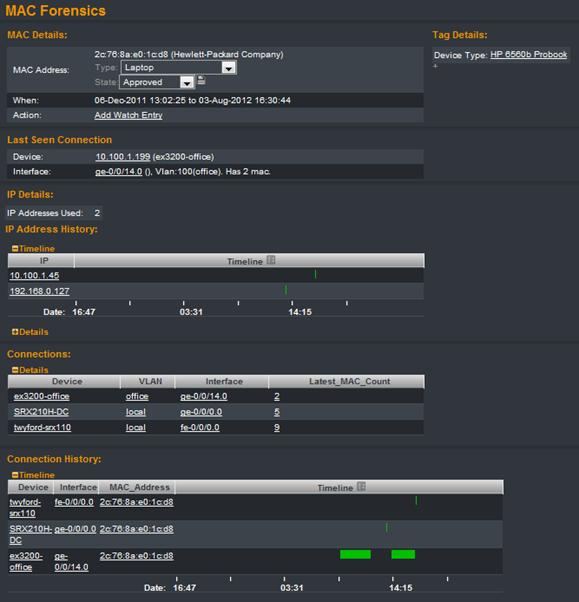 MAC Forensics
MAC Details:
MAC Address:
2c:76:8a:e0:1c:d8 (Hewlett-Packard Company)
Type: Laptop
State: Approved
When: 06-Dec-2011 13:02:25 to 03-Aug-2012 16:30:44
Action: Add Watch Entry
Tag Details:
Device Type: HP 6560b Probook
+
Last Seen Connection
Device: 10.100.1.199 (ex3200-office)
Interface: ge-0/0/14.0 (), Vlan:100(office). Has 2 mac.
IP Details:
IP Addresses Used: 2
IP Address History:
Timeline
IP Timeline
10.100.1.45
192.168.0.127
Date: 16:47 03:31 14:15
Details
Connections:
Details
Device VLAN Interface Latest_MAC_Count
ex3200-office office ge-0/0/14.0 2
SRX210H-DC local ge-0/0/0.0 5
twyford-srx110 local fe-0/0/0.0 9
Connection History:
Timeline
Device Interface MAC_Address Timeline
twyford-srx110 fe-0/0/0.0 2c:76:8a:e0:1c:d8
SRX210H-DC ge-0/0/0.0 2c:76:8a:e0:1c:d8
ex3200-office ge-0/0/14.0 2c:76:8a:e0:1c:d8
Date: 16:47 03:31 14:15